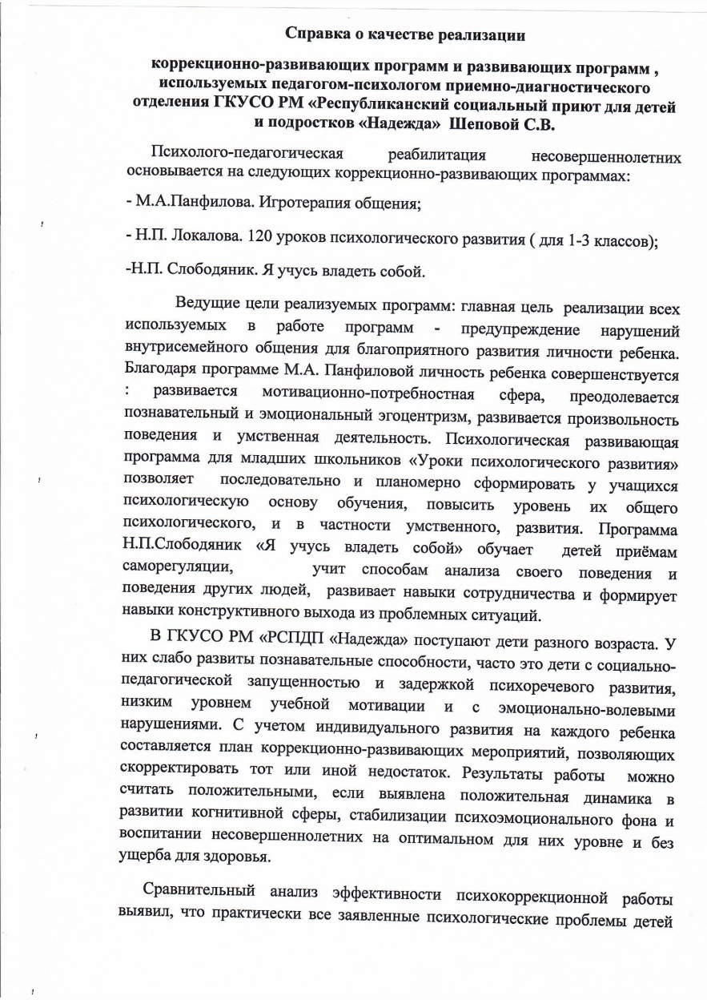 Справка о качестве реализации
коррекционно-развивающих программ и развивающих программ ,
используемых педагогом-психологом приемно-диагностического
отделения ГКУСО РМ «Республиканский социальный приют для детей
и подростков «Надежда» Шеповой С.В.
Психолого-педагогическая реабилитация несовершеннолетних
основывается на следующих коррекционно-развивающих программах:
- М.А.Панфилова. Игротерапия общения;
- Н.П. Локалова. 120 уроков психологического развития ( для 1-3 классов);
-Н.П. Слободяник. Я учусь владеть собой.
Ведущие цели реализуемых программ: главная цель реализации всех
используемых в работе программ - предупреждение нарушений
внутрисемейного общения для благоприятного развития личности ребенка.
Благодаря программе М.А. Панфиловой личность ребенка совершенствуется
: развивается мотивационно-потребностная сфера, преодолевается
познавательный и эмоциональный эгоцентризм, развивается произвольность
поведения и умственная деятельность. Психологическая развивающая
программа для младших школьников «Уроки психологического развития»
позволяет последовательно и планомерно сформировать у учащихся
психологическую основу обучения, повысить уровень их общего
психологического, и в частности умственного, развития. Программа
Н.П.Слободяник «Я учусь владеть собой» обучает детей приёмам
саморегуляции, учит способам анализа своего поведения и
поведения других людей, развивает навыки сотрудничества и формирует
навыки конструктивного выхода из проблемных ситуаций.
В ГКУСО РМ «РСПДП «Надежда» поступают дети разного возраста. У
них слабо развиты познавательные способности, часто это дети с социально-
педагогической запущенностью и задержкой психоречевого развития,
низким уровнем учебной мотивации и с эмоционально-волевыми
нарушениями. С учетом индивидуального развития на каждого ребенка
составляется план коррекционно-развивающих мероприятий, позволяющих
скорректировать тот или иной недостаток. Результаты работы можно
считать положительными, если выявлена положительная динамика в
развитии когнитивной сферы, стабилизации психоэмоционального фона и
воспитании несовершеннолетних на оптимальном для них уровне и без
ущерба для здоровья.
Сравнительный анализ эффективности психокоррекционной работы
выявил, что практически все заявленные психологические проблемы детей